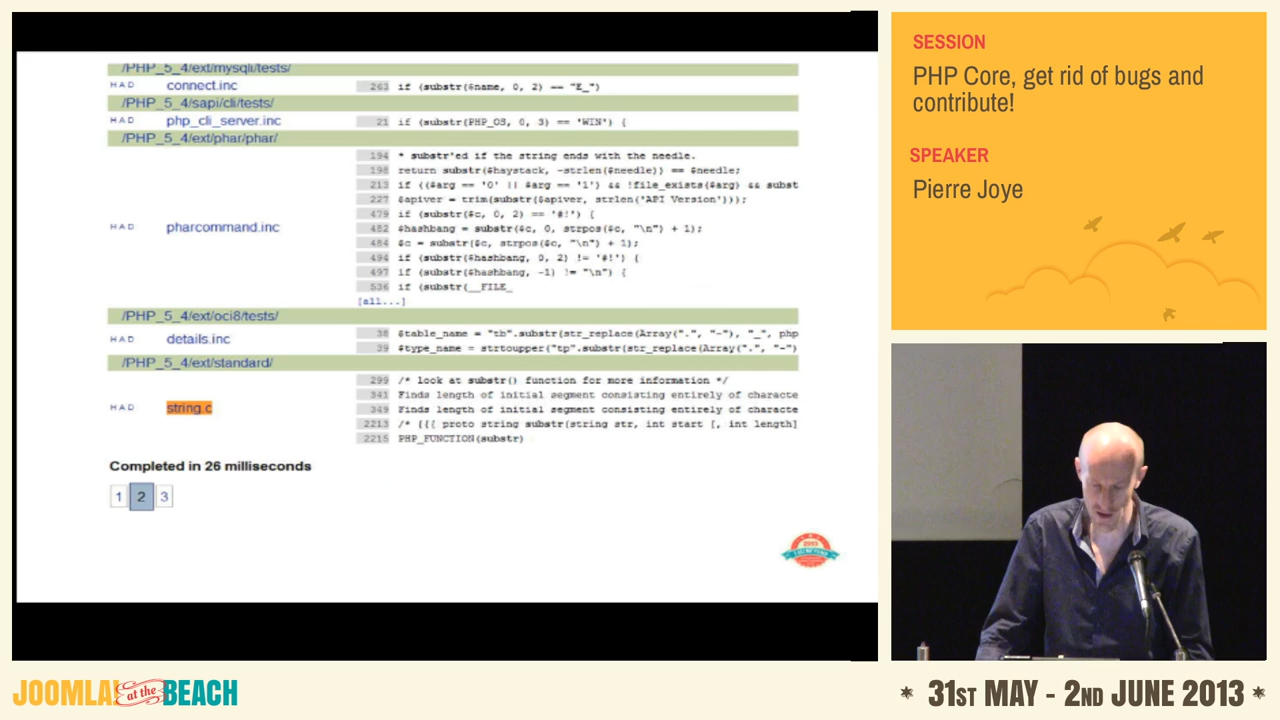 /PHP_5_4/ext/mysqli/tests/
H A D connect.inc 263 if (substr($name, 0, 2) == "E_")
/PHP_5_4/sapi/cli/tests/
H A D php_cli_server.inc 21 if (substr(PHP_OS, 0, 3) == 'WIN') {
/PHP_5_4/ext/phar/phar/
194 * substr'ed if the string ends with the needle.
198 return substr($haystack, -strlen($needle)) == $needle;
213 if (($arg == '0' || $arg == '1') && !file_exists($arg) && subst
227 $apiver = trim(substr($apiver, strlen('API Version')));
479 if (substr($c, 0, 2) == '#!') {
H A D pharcommand.inc 482 $hashbang = substr($c, 0, strpos($c, "\n") + 1);
484 $c = substr($c, strpos($c, "\n") + 1);
494 if (substr($hashbang, 0, 2) != '#!') {
497 if (substr($hashbang, -1) != "\n") {
536 if (substr(__FILE_
[all...]
/PHP_5_4/ext/oci8/tests/
38 $table_name = "tb".substr(str_replace(Array(".", "-"), "_", php
H A D details.inc
39 $type_name = strtoupper("tp".substr(str_replace(Array(".", "-")
/PHP_5_4/ext/standard/
299 /* look at substr() function for more information */
341 Finds length of initial segment consisting entirely of characte
H A D string.c 349 Finds length of initial segment consisting entirely of characte
2213 /* {{{ proto string substr(string str, int start [, int length]
2215 PHP_FUNCTION(substr)
Completed in 26 milliseconds
1 2 3
SESSION
PHP Core, get rid of bugs and
contribute!
SPEAKER
Pierre Joye
JOOMLA! at the BEACH
* 31ST MAY - 2ND JUNE 2013 *